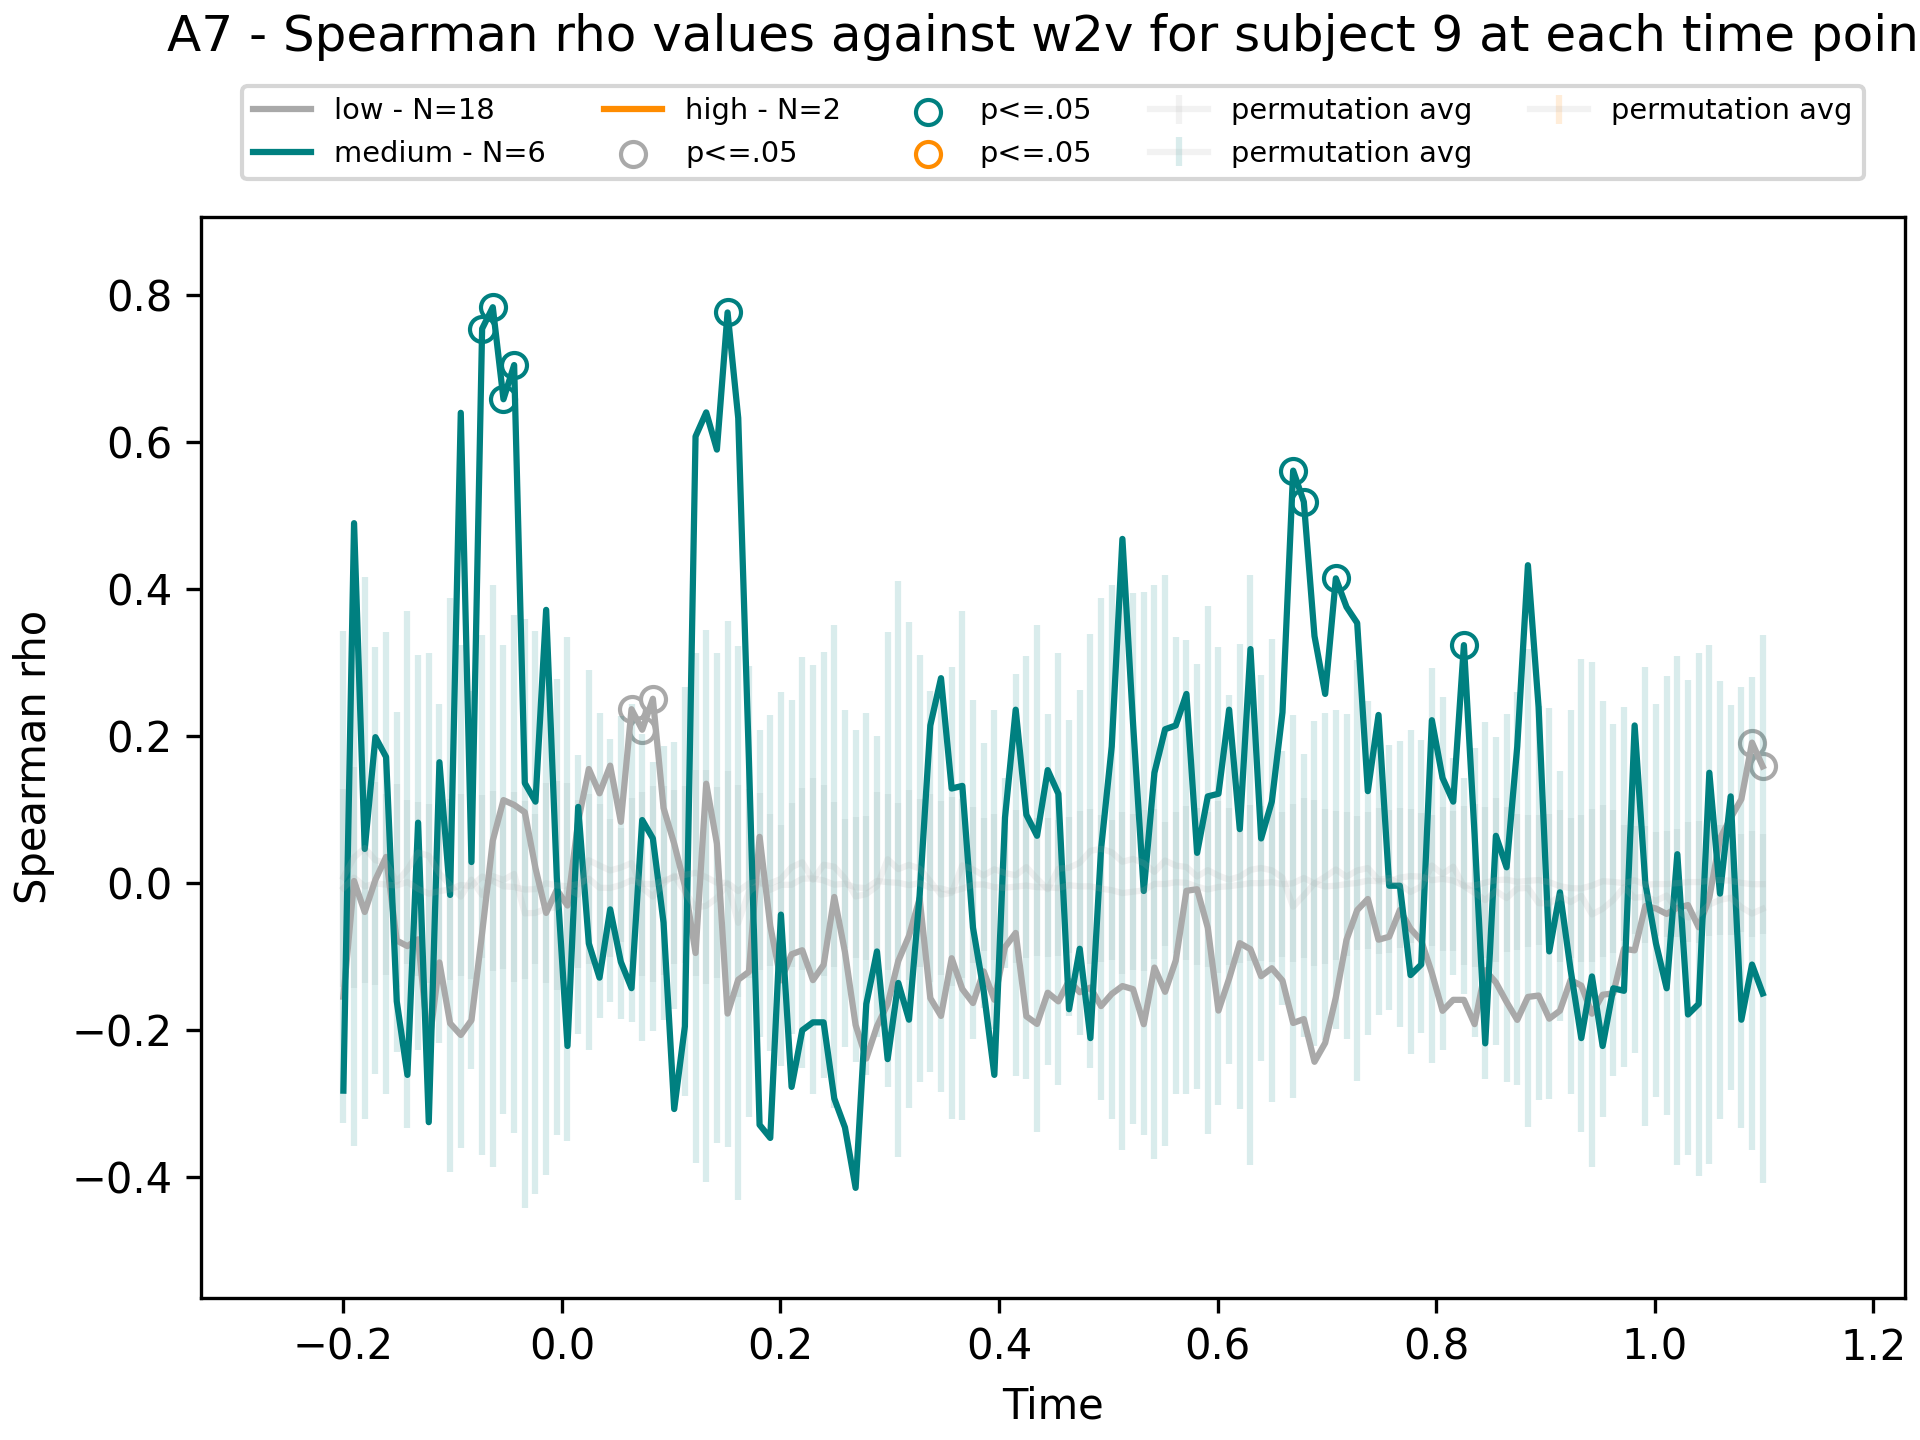 A7 - Spearman rho values against w2v for subject 9 at each time poin
low - N=18 high - N=2 p<=.05 permutation avg permutation avg
medium - N=6 p<=.05 p<=.05 permutation avg
Spearman rho
0.8
0.6
0.4
0.2
0.0
−0.2
−0.4
−0.2 0.0 0.2 0.4 0.6 0.8 1.0 1.2
Time